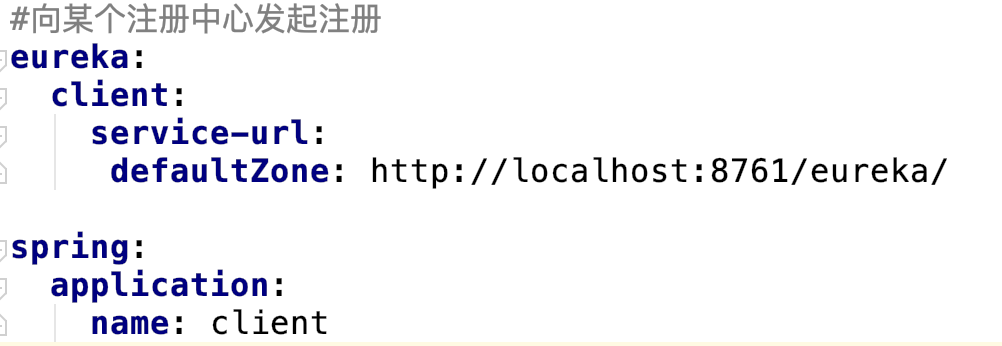 #向某个注册中心发起注册
eureka:
  client:
    service-url:
     defaultZone: http://localhost:8761/eureka/

spring:
  application:
    name: client